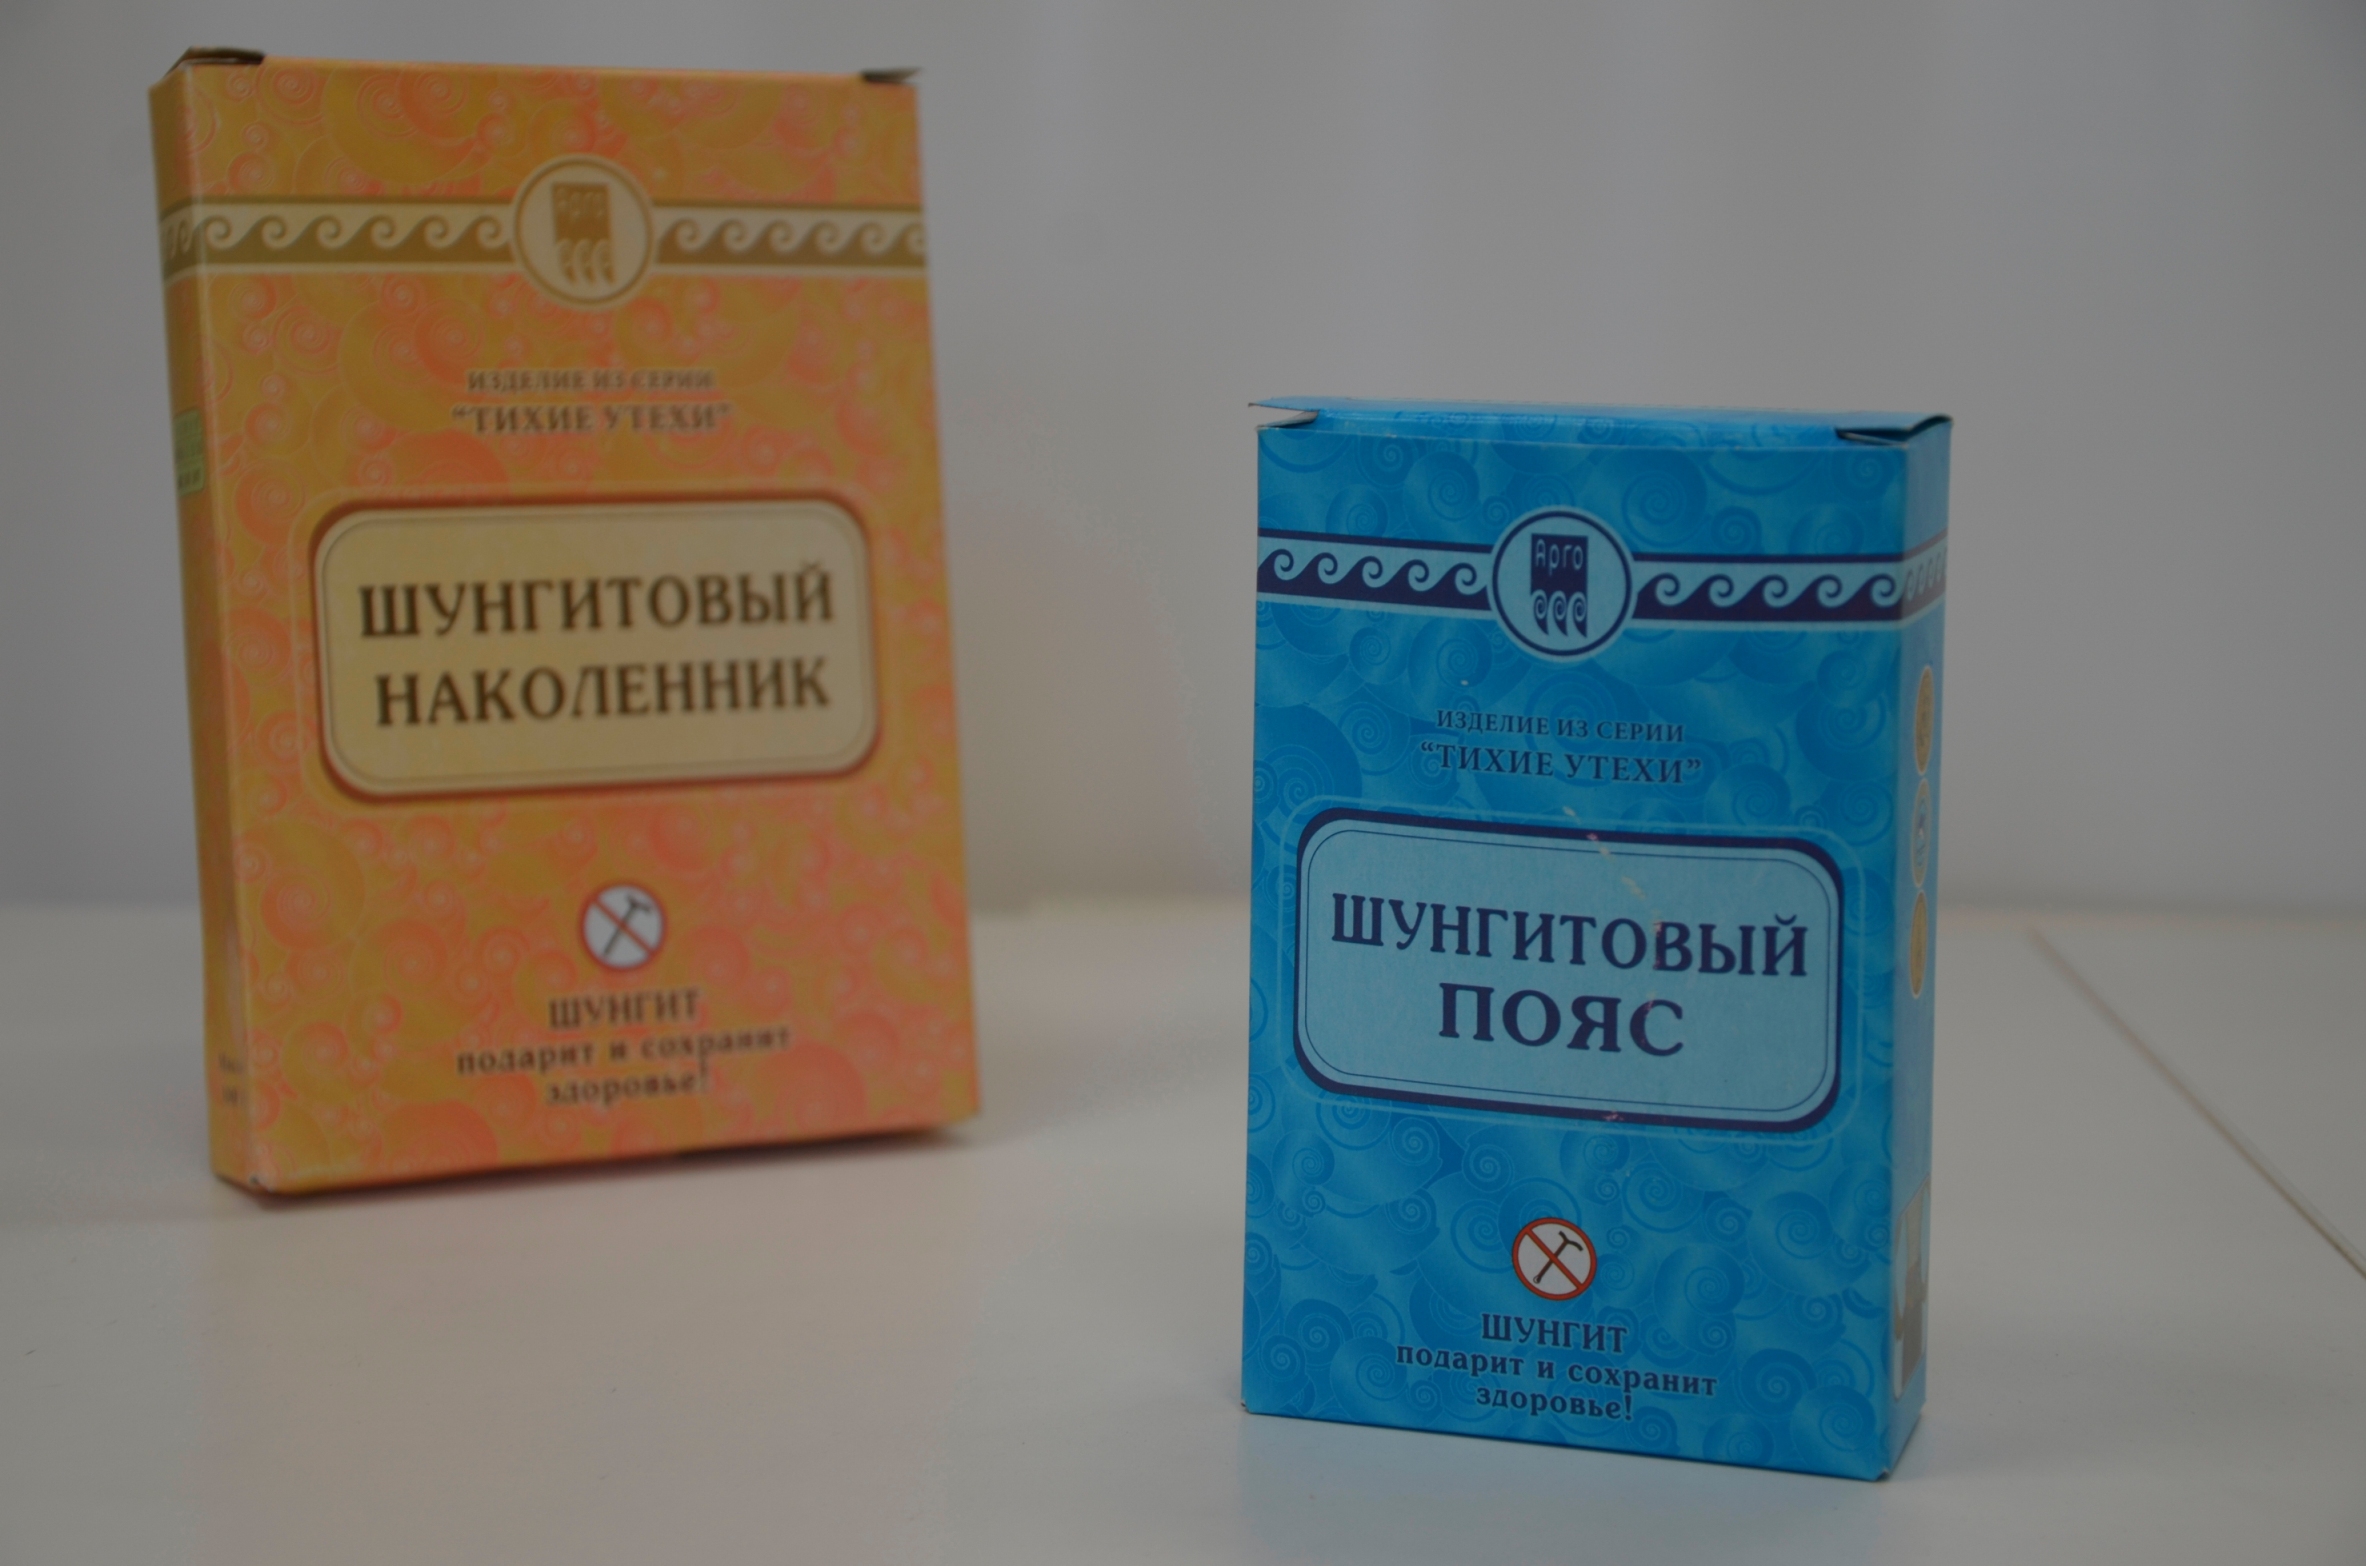 Арго
ИЗДЕЛИЕ ИЗ СЕРИИ
“ТИХИЕ УТЕХИ”
ШУНГИТОВЫЙ
НАКОЛЕННИК
ШУНГИТ
подарит и сохранит
здоровье!
Арго
ИЗДЕЛИЕ ИЗ СЕРИИ
“ТИХИЕ УТЕХИ”
ШУНГИТОВЫЙ
ПОЯС
ШУНГИТ
подарит и сохранит
здоровье!